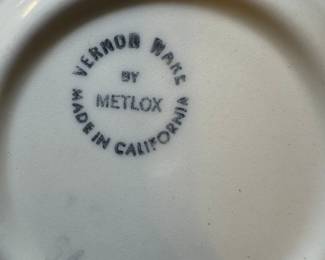 VERNON WARE
BY
METLOX
MADE IN CALIFORNIA